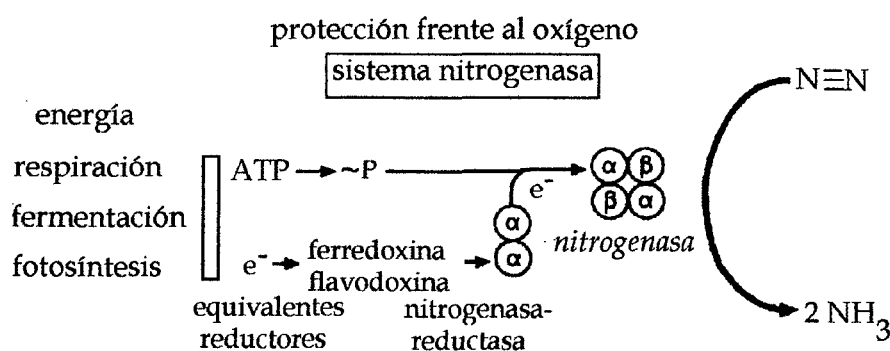 protección frente al oxígeno
sistema nitrogenasa
N≡N
energía
respiración
ATP
~P
α β
e⁻
β α
fermentación
α
nitrogenasa
fotosíntesis
e⁻
ferredoxina
flavodoxina
α
equivalentes
reductores
nitrogenasa-
reductasa
2 NH₃